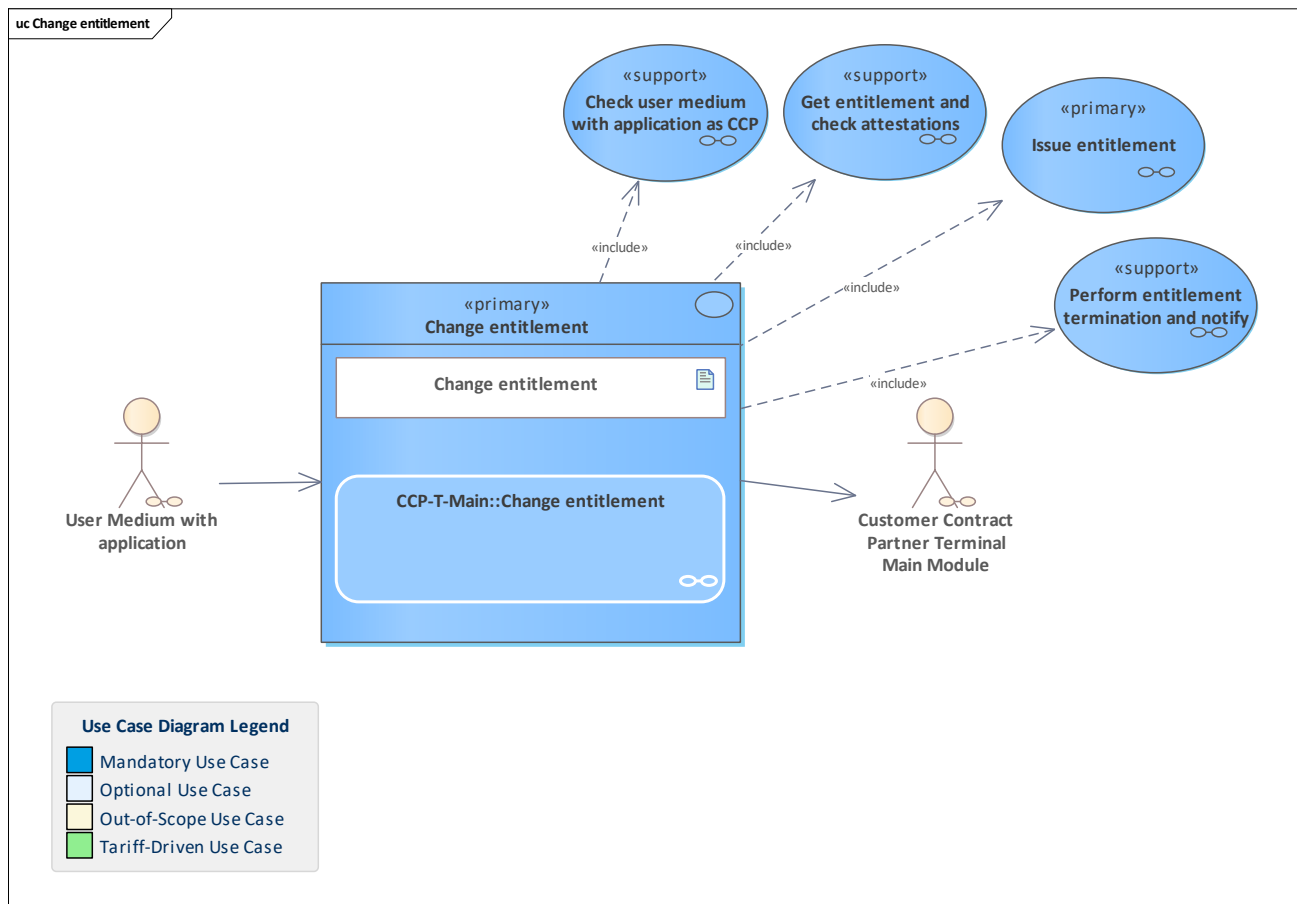 uc Change entitlement
«support»
Check user medium
with application as CCP
«support»
Get entitlement and
check attestations
«primary»
Issue entitlement
«support»
Perform entitlement
termination and notify
«include»
«include»
«include»
«include»
«primary»
Change entitlement
Change entitlement
CCP-T-Main::Change entitlement
User Medium with
application
Customer Contract
Partner Terminal
Main Module
Use Case Diagram Legend
Mandatory Use Case
Optional Use Case
Out-of-Scope Use Case
Tariff-Driven Use Case